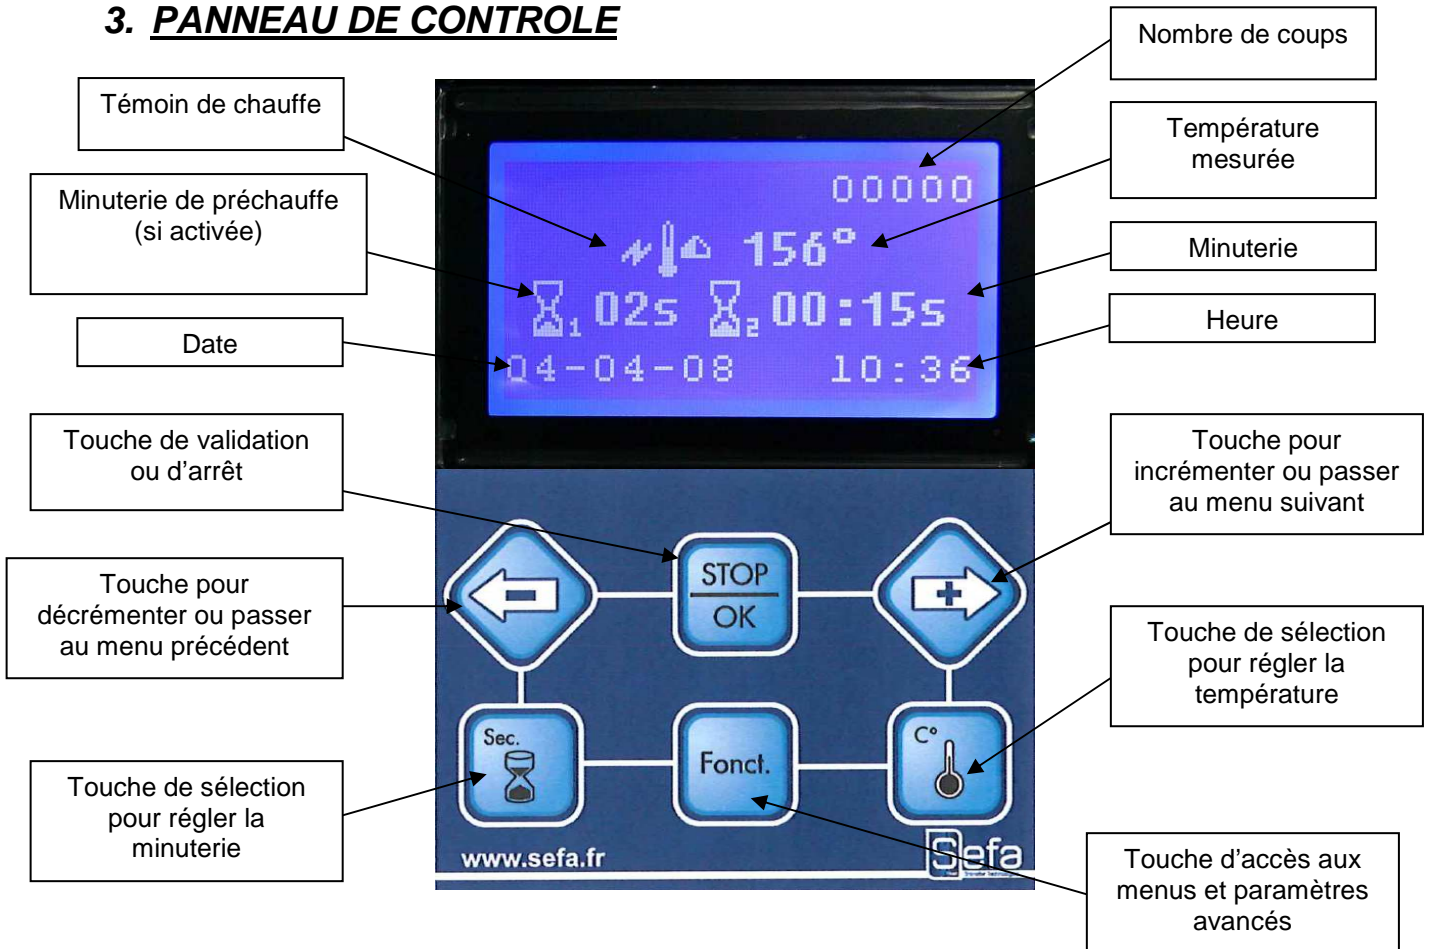 3. PANNEAU DE CONTROLE
Nombre de coups
Témoin de chauffe
Température
mesurée
Minuterie de préchauffe
(si activée)
Minuterie
Date
Heure
00000
156°
1 02s 2 00:15s
04-04-08 10:36
Touche de validation
ou d’arrêt
Touche pour
incrémenter ou passer
au menu suivant
Touche pour
décrémenter ou passer
au menu précédent
Touche de sélection
pour régler la
température
Touche de sélection
pour régler la
minuterie
Touche d’accès aux
menus et paramètres
avancés
-
STOP
OK
+
Sec.
Fonct.
C°
www.sefa.fr
Sefa